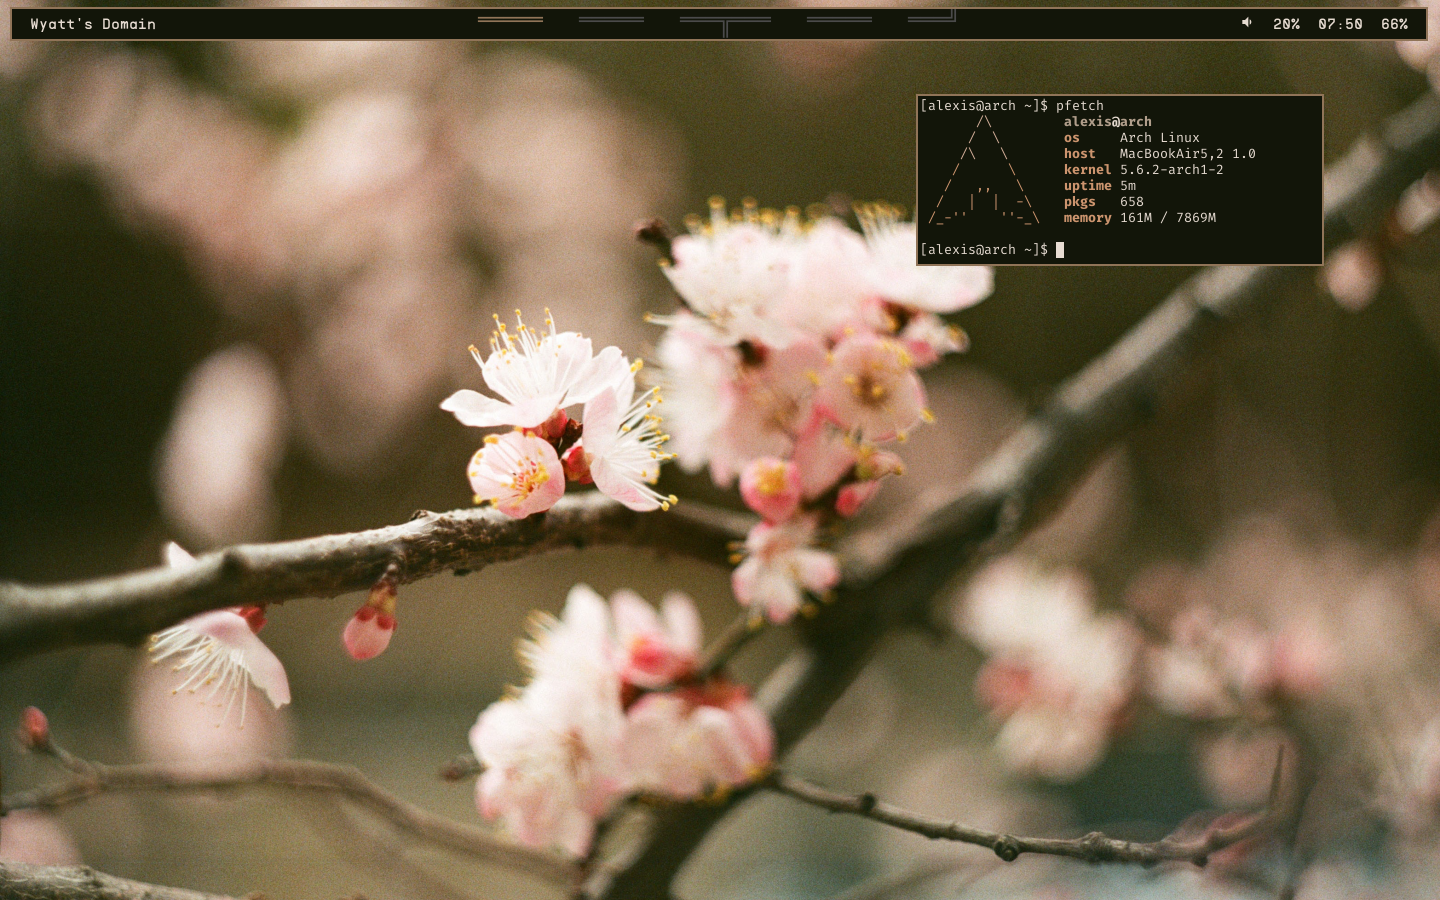 Wyatt's Domain
20% 07:50 66%
[alexis@arch ~]$ pfetch
alexis@arch
os Arch Linux
host MacBookAir5,2 1.0
kernel 5.6.2-arch1-2
uptime 5m
pkgs 658
memory 161M / 7869M
[alexis@arch ~]$